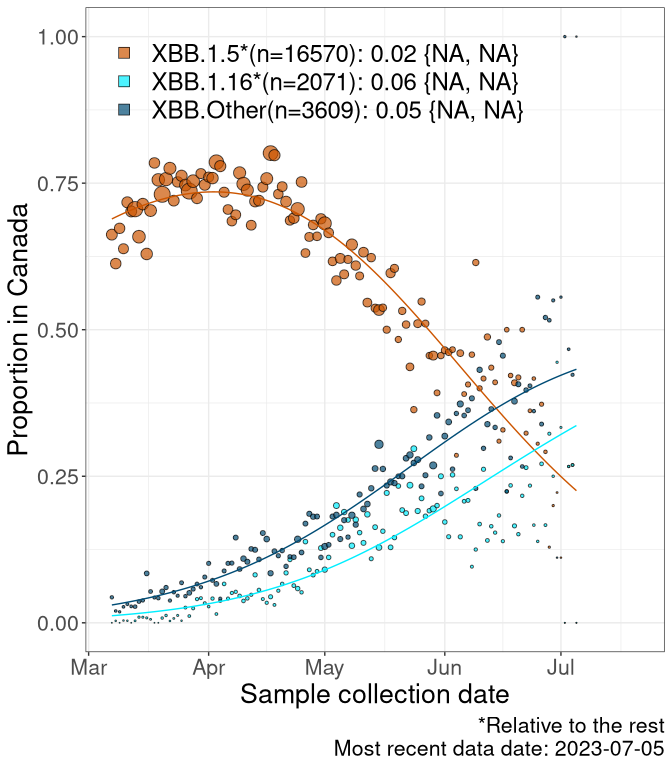 1.00
0.75
0.50
0.25
0.00
Proportion in Canada
XBB.1.5*(n=16570): 0.02 {NA, NA}
XBB.1.16*(n=2071): 0.06 {NA, NA}
XBB.Other(n=3609): 0.05 {NA, NA}
Mar Apr May Jun Jul
Sample collection date
*Relative to the rest
Most recent data date: 2023-07-05